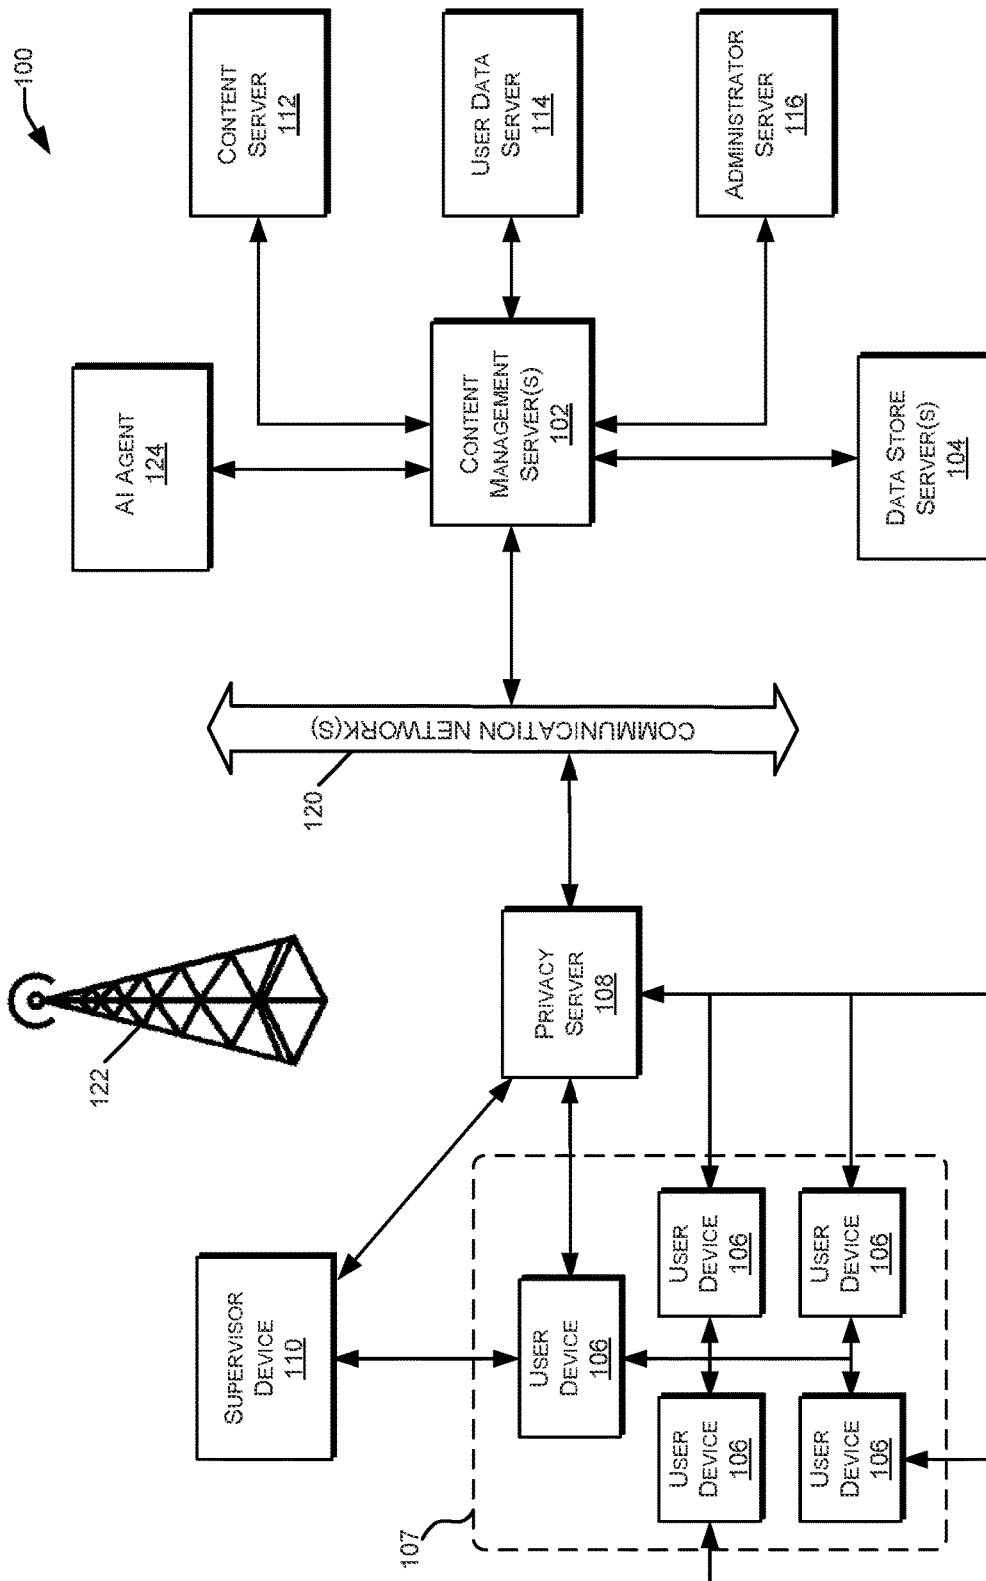 100
AI AGENT
124
CONTENT
SERVER
112
CONTENT
MANAGEMENT
SERVER(S)
102
USER DATA
SERVER
114
DATA STORE
SERVER(S)
104
ADMINISTRATOR
SERVER
116
COMMUNICATION NETWORK(S)
120
122
PRIVACY
SERVER
108
SUPERVISOR
DEVICE
110
107
USER
DEVICE
106
USER
DEVICE
106
USER
DEVICE
106
USER
DEVICE
106
USER
DEVICE
106